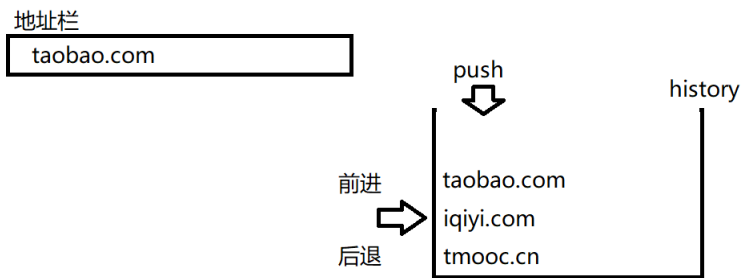 地址栏
taobao.com
push
history
前进
taobao.com
iqiyi.com
后退
tmooc.cn